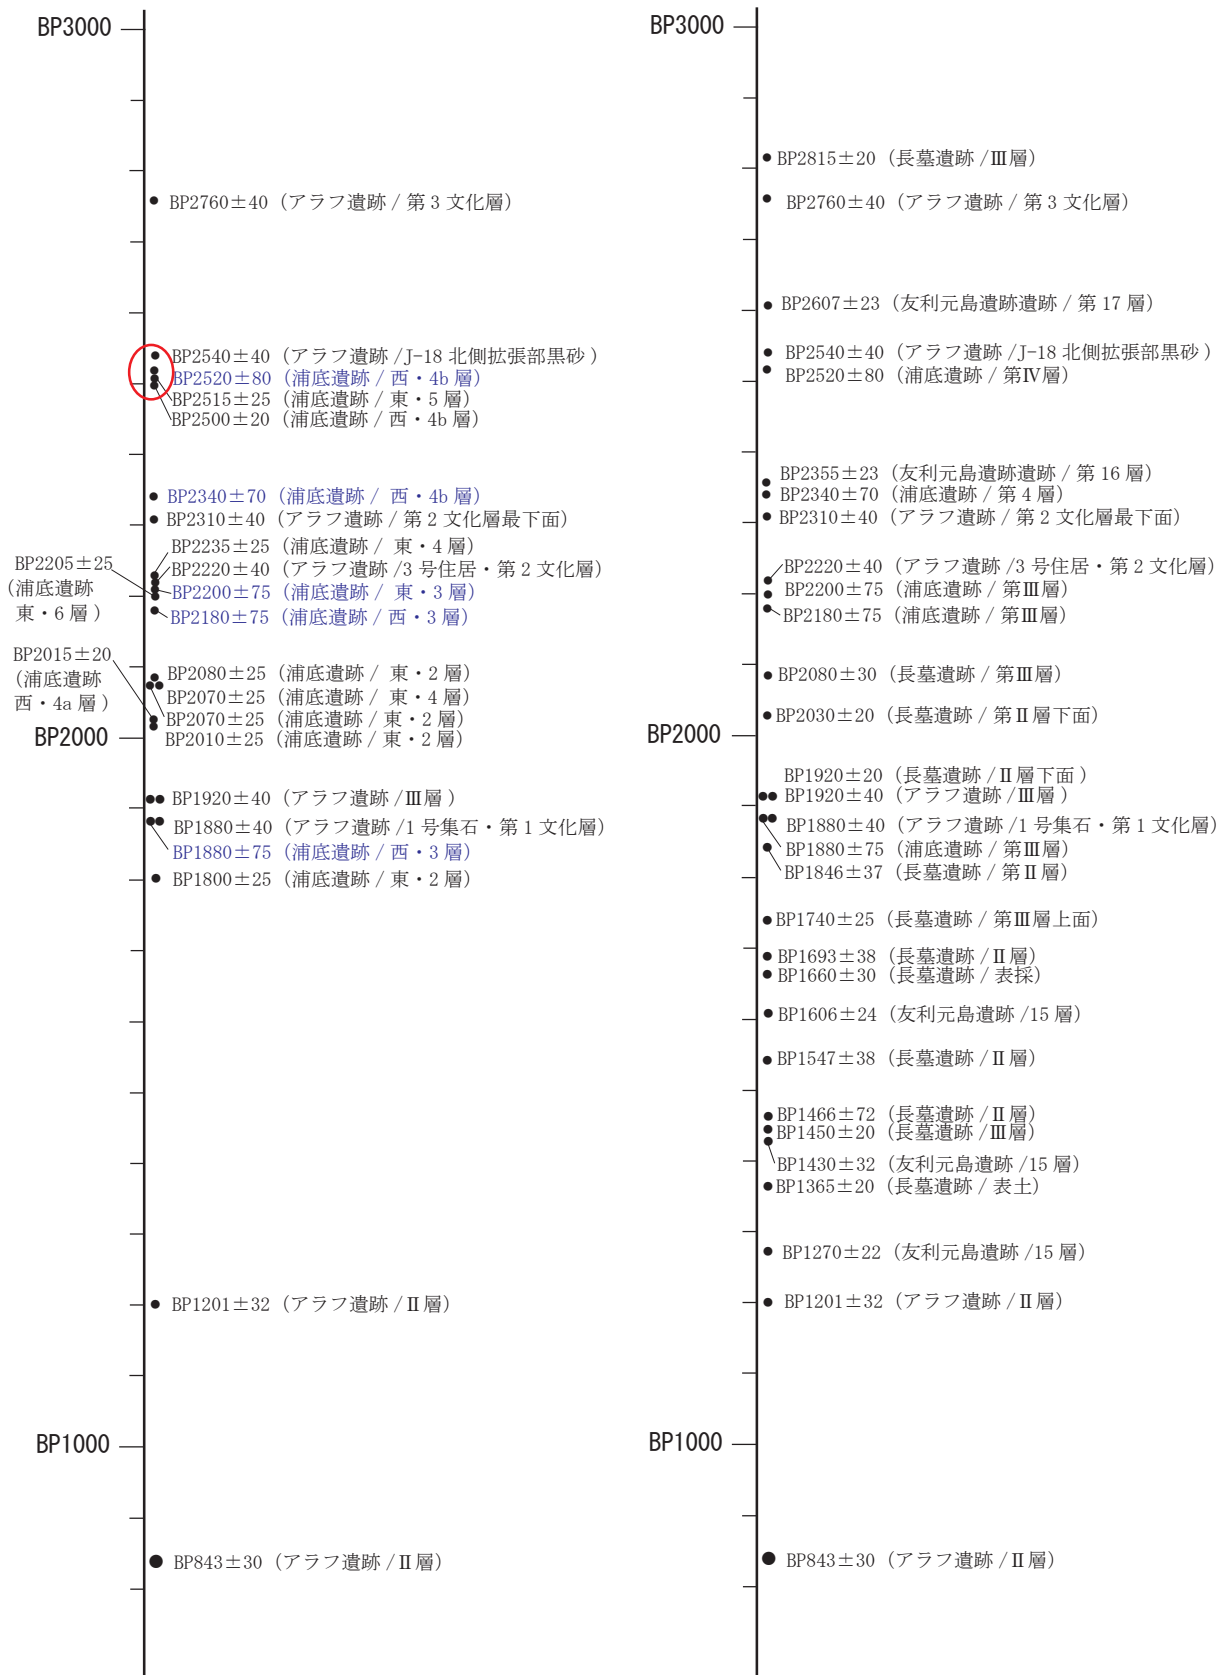 BP3000
BP2760±40（アラフ遺跡 / 第 3 文化層）
BP2540±40（アラフ遺跡 /J-18 北側拡張部黒砂 ）
BP2520±80（浦底遺跡 / 西・4b 層）
BP2515±25（浦底遺跡 / 東・5 層）
BP2500±20（浦底遺跡 / 西・4b 層）
BP2340±70（浦底遺跡 / 西・4b 層）
BP2310±40（アラフ遺跡 / 第 2 文化層最下面）
BP2235±25（浦底遺跡 / 東・4 層）
BP2205±25
（浦底遺跡
東・6 層 ）
BP2220±40（アラフ遺跡 /3 号住居・第 2 文化層）
BP2200±75（浦底遺跡 / 東・3 層）
BP2180±75（浦底遺跡 / 西・3 層）
BP2015±20
（浦底遺跡
西・4a 層 ）
BP2080±25（浦底遺跡 / 東・2 層）
BP2070±25（浦底遺跡 / 東・4 層）
BP2070±25（浦底遺跡 / 東・2 層）
BP2000
BP2010±25（浦底遺跡 / 東・2 層）
BP1920±40（アラフ遺跡 /Ⅲ層 ）
BP1880±40（アラフ遺跡 /1 号集石・第 1 文化層）
BP1880±75（浦底遺跡 / 西・3 層）
BP1800±25（浦底遺跡 / 東・2 層）
BP1201±32（アラフ遺跡 / Ⅱ 層）
BP1000
BP843±30（アラフ遺跡 / Ⅱ 層）
BP3000
BP2815±20（長墓遺跡 /Ⅲ層）
BP2760±40（アラフ遺跡 / 第 3 文化層）
BP2607±23（友利元島遺跡遺跡 / 第 17 層）
BP2540±40（アラフ遺跡 /J-18 北側拡張部黒砂 ）
BP2520±80（浦底遺跡 / 第Ⅳ層）
BP2355±23（友利元島遺跡遺跡 / 第 16 層）
BP2340±70（浦底遺跡 / 第 4 層）
BP2310±40（アラフ遺跡 / 第 2 文化層最下面）
BP2220±40（アラフ遺跡 /3 号住居・第 2 文化層）
BP2200±75（浦底遺跡 / 第Ⅲ層）
BP2180±75（浦底遺跡 / 第Ⅲ層）
BP2080±30（長墓遺跡 / 第Ⅲ層）
BP2030±20（長墓遺跡 / 第 Ⅱ 層下面）
BP2000
BP1920±20（長墓遺跡 / Ⅱ 層下面 ）
BP1920±40（アラフ遺跡 /Ⅲ層 ）
BP1880±40（アラフ遺跡 /1 号集石・第 1 文化層）
BP1880±75（浦底遺跡 / 第Ⅲ層）
BP1846±37（長墓遺跡 / 第 Ⅱ 層）
BP1740±25（長墓遺跡 / 第Ⅲ層上面）
BP1693±38（長墓遺跡 / Ⅱ 層）
BP1660±30（長墓遺跡 / 表採）
BP1606±24（友利元島遺跡 /15 層）
BP1547±38（長墓遺跡 / Ⅱ 層）
BP1466±72（長墓遺跡 / Ⅱ 層）
BP1450±20（長墓遺跡 /Ⅲ層）
BP1430±32（友利元島遺跡 /15 層）
BP1365±20（長墓遺跡 / 表土）
BP1270±22（友利元島遺跡 /15 層）
BP1201±32（アラフ遺跡 / Ⅱ 層）
BP1000
BP843±30（アラフ遺跡 / Ⅱ 層）